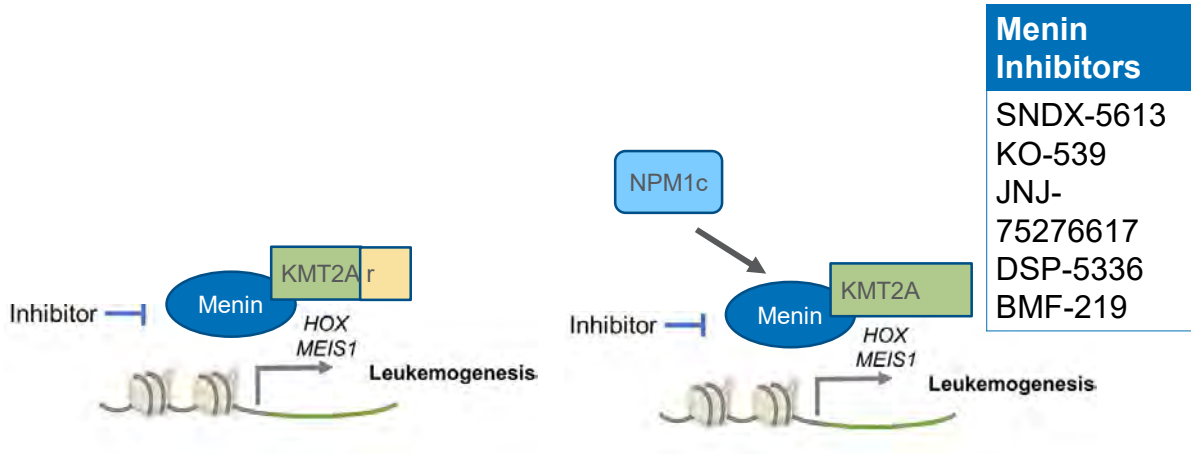 Inhibitor
Menin
KMT2A r
HOX
MEIS1
Leukemogenesis
NPM1c
Inhibitor
Menin
KMT2A
HOX
MEIS1
Leukemogenesis
Menin
Inhibitors
SNDX-5613
KO-539
JNJ-
75276617
DSP-5336
BMF-219